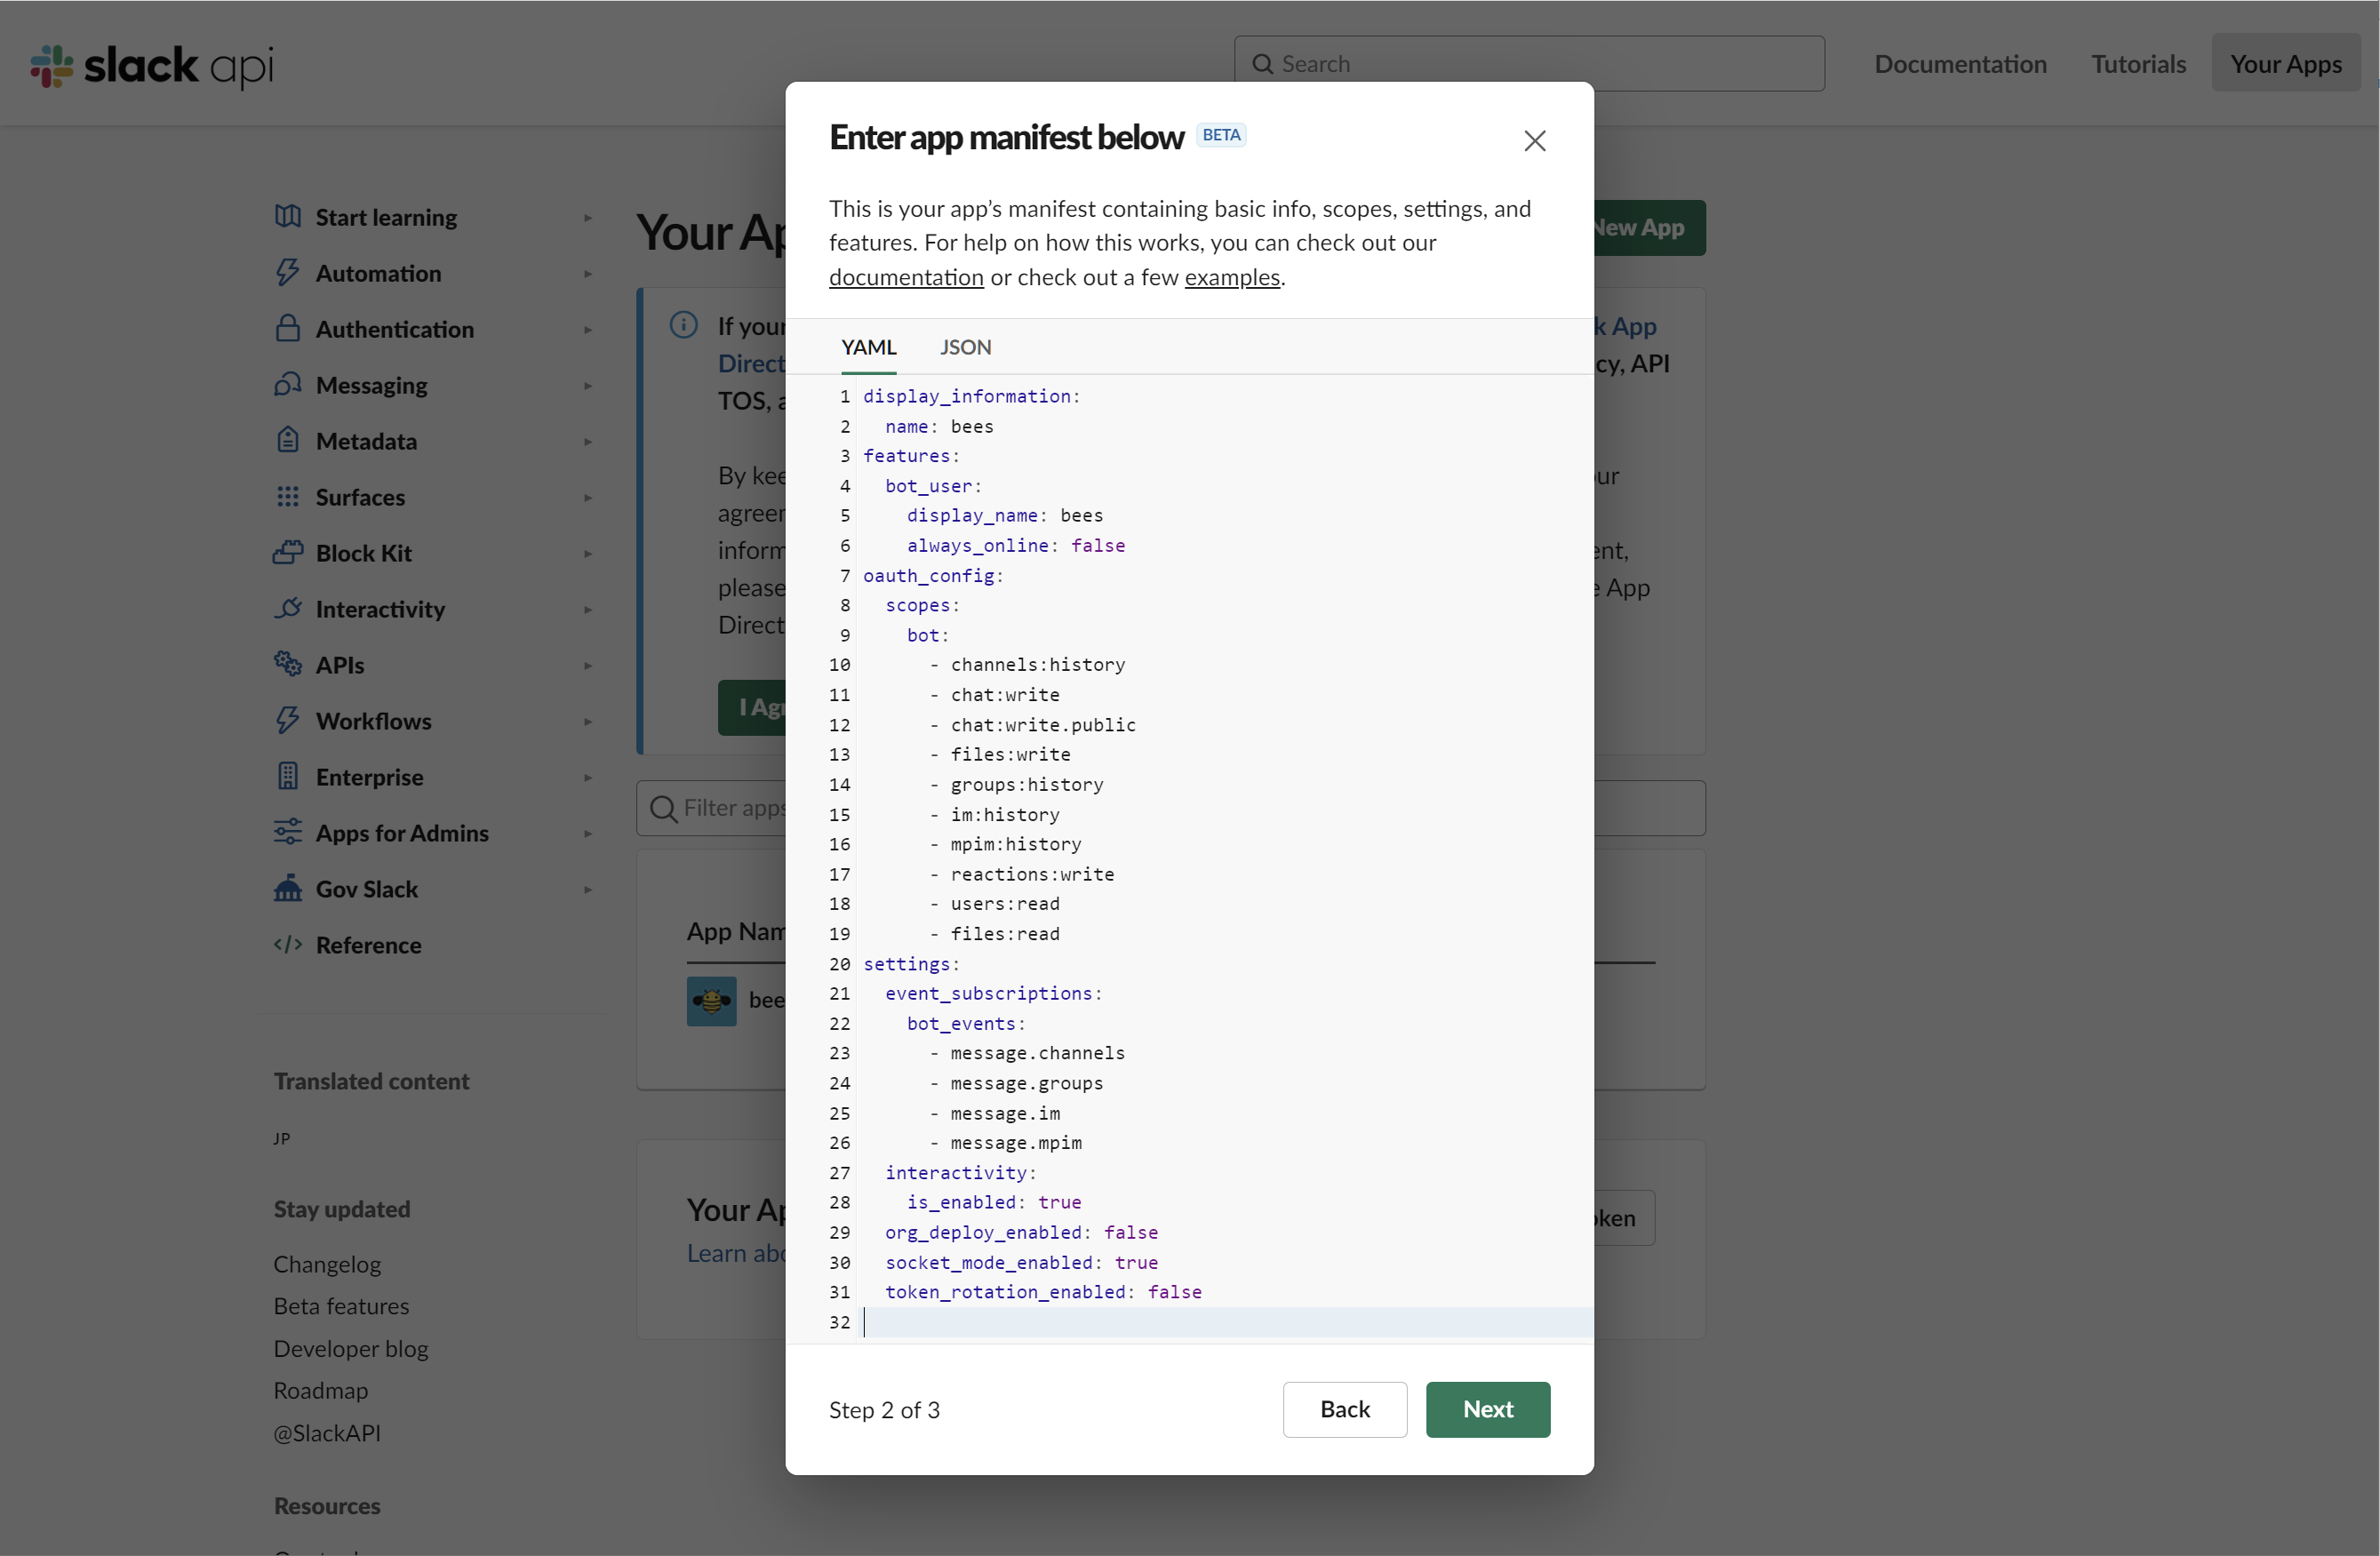 slack api
Search
Documentation
Tutorials
Your Apps
Start learning
Automation
Authentication
Messaging
Metadata
Surfaces
Block Kit
Interactivity
APIs
Workflows
Enterprise
Apps for Admins
Gov Slack
</> Reference
Translated content
JP
Stay updated
Changelog
Beta features
Developer blog
Roadmap
@SlackAPI
Resources
Your Ap
New App
If your
k App
Direct
cy, API
TOS, a
By kee
ur
agreer
inform
ent,
please
e App
Direct
I Agr
Filter apps
App Nam
bee
Your Ap
Learn abo
oken
Enter app manifest below BETA
This is your app’s manifest containing basic info, scopes, settings, and
features. For help on how this works, you can check out our
documentation or check out a few examples.
YAML JSON
1 display_information:
2 name: bees
3 features:
4 bot_user:
5 display_name: bees
6 always_online: false
7 oauth_config:
8 scopes:
9 bot:
10 - channels:history
11 - chat:write
12 - chat:write.public
13 - files:write
14 - groups:history
15 - im:history
16 - mpim:history
17 - reactions:write
18 - users:read
19 - files:read
20 settings:
21 event_subscriptions:
22 bot_events:
23 - message.channels
24 - message.groups
25 - message.im
26 - message.mpim
27 interactivity:
28 is_enabled: true
29 org_deploy_enabled: false
30 socket_mode_enabled: true
31 token_rotation_enabled: false
32
Step 2 of 3
Back
Next